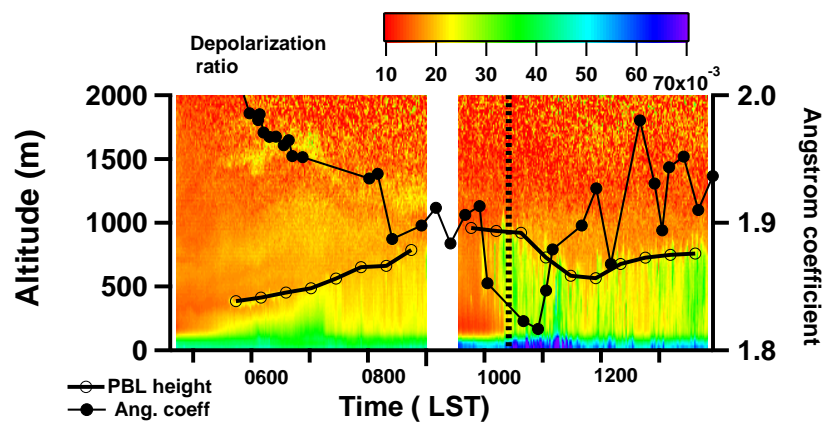 Depolarization
ratio
10 20 30 40 50 60 70x10⁻³
2000
1500
1000
500
0
Altitude (m)
2.0
1.9
1.8
Angstrom coefficient
0600 0800 1000 1200
Time ( LST)
PBL height
Ang. coeff